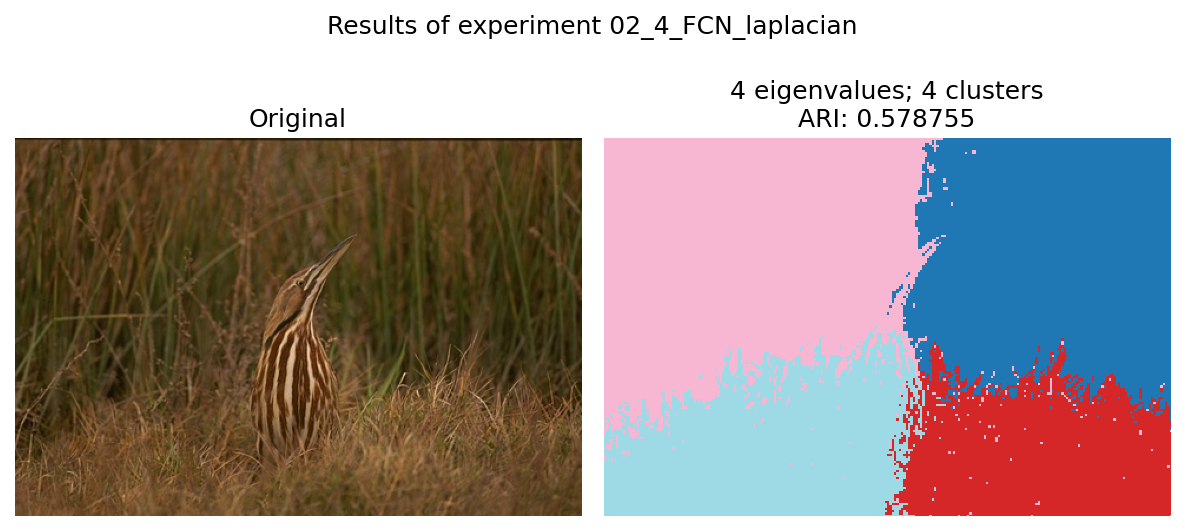 Results of experiment 02_4_FCN_laplacian
Original
4 eigenvalues; 4 clusters
ARI: 0.578755